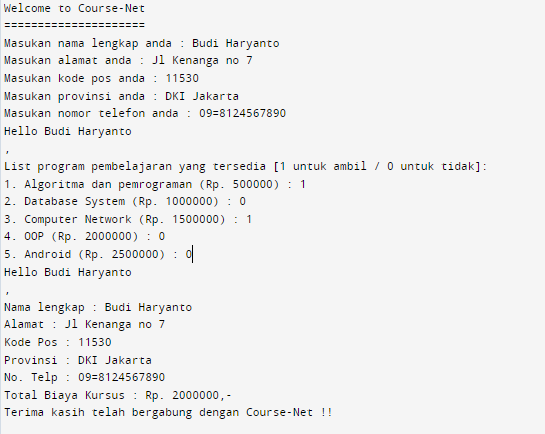 Welcome to Course-Net
=====================
Masukan nama lengkap anda : Budi Haryanto
Masukan alamat anda : Jl Kenanga no 7
Masukan kode pos anda : 11530
Masukan provinsi anda : DKI Jakarta
Masukan nomor telefon anda : 09=8124567890
Hello Budi Haryanto
,
List program pembelajaran yang tersedia [1 untuk ambil / 0 untuk tidak]:
1. Algoritma dan pemrograman (Rp. 500000) : 1
2. Database System (Rp. 1000000) : 0
3. Computer Network (Rp. 1500000) : 1
4. OOP (Rp. 2000000) : 0
5. Android (Rp. 2500000) : 0
Hello Budi Haryanto
,
Nama lengkap : Budi Haryanto
Alamat : Jl Kenanga no 7
Kode Pos : 11530
Provinsi : DKI Jakarta
No. Telp : 09=8124567890
Total Biaya Kursus : Rp. 2000000,-
Terima kasih telah bergabung dengan Course-Net !!